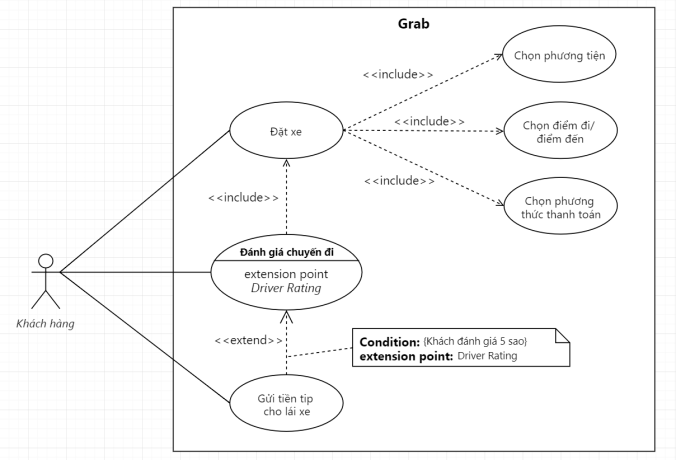 Grab
Chọn phương tiện
<<include>>
Đặt xe
<<include>>
Chọn điểm đi/
điểm đến
<<include>>
Chọn phương
thức thanh toán
<<include>>
Đánh giá chuyến đi
extension point
Driver Rating
Khách hàng
<<extend>>
Condition: {Khách đánh giá 5 sao}
extension point: Driver Rating
Gửi tiền tip
cho lái xe